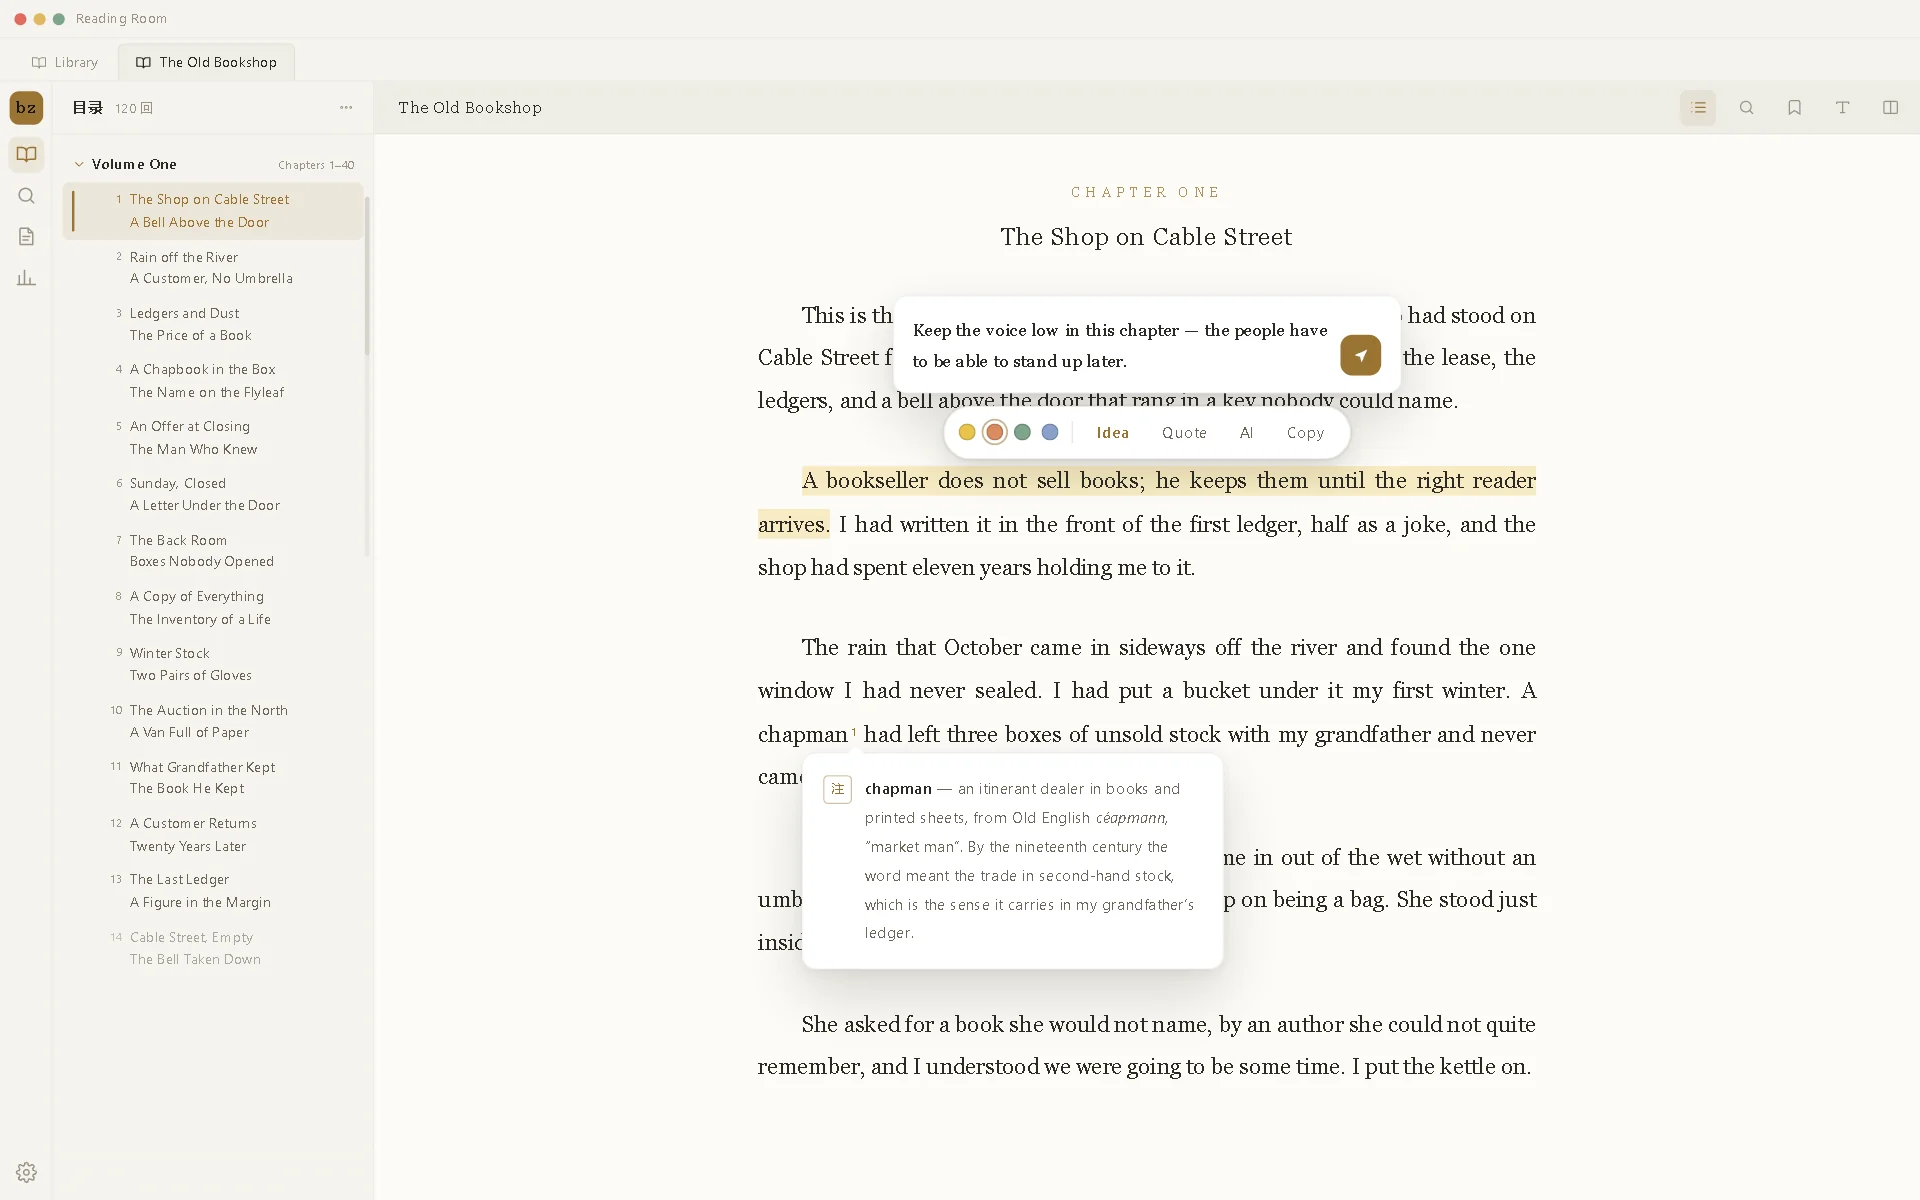 Reading Room
Library
The Old Bookshop
bz
目录 120 回
The Old Bookshop
Volume One
Chapters 1–40
1 The Shop on Cable Street
A Bell Above the Door
2 Rain off the River
A Customer, No Umbrella
3 Ledgers and Dust
The Price of a Book
4 A Chapbook in the Box
The Name on the Flyleaf
5 An Offer at Closing
The Man Who Knew
6 Sunday, Closed
A Letter Under the Door
7 The Back Room
Boxes Nobody Opened
8 A Copy of Everything
The Inventory of a Life
9 Winter Stock
Two Pairs of Gloves
10 The Auction in the North
A Van Full of Paper
11 What Grandfather Kept
The Book He Kept
12 A Customer Returns
Twenty Years Later
13 The Last Ledger
A Figure in the Margin
14 Cable Street, Empty
The Bell Taken Down
CHAPTER ONE
The Shop on Cable Street
This is had stood on
Cable Street the lease, the
ledgers, and a bell above the door that rang in a key nobody could name.
Keep the voice low in this chapter — the people have
to be able to stand up later.
Idea Quote AI Copy
A bookseller does not sell books; he keeps them until the right reader
arrives. I had written it in the front of the first ledger, half as a joke, and the
shop had spent eleven years holding me to it.
The rain that October came in sideways off the river and found the one
window I had never sealed. I had put a bucket under it my first winter. A
chapman1 had left three boxes of unsold stock with my grandfather and never
in out of the wet without an
on being a bag. She stood just
注 chapman — an itinerant dealer in books and
printed sheets, from Old English céapmann,
“market man”. By the nineteenth century the
word meant the trade in second-hand stock,
which is the sense it carries in my grandfather’s
ledger.
She asked for a book she would not name, by an author she could not quite
remember, and I understood we were going to be some time. I put the kettle on.